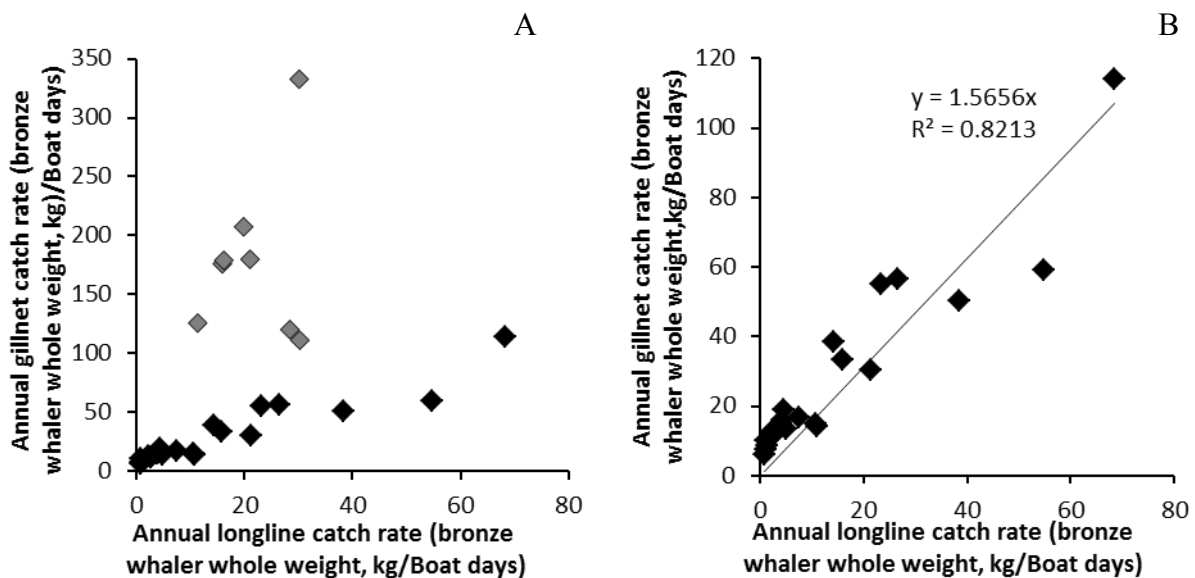 A
Annual gillnet catch rate (bronze
whaler whole weight, kg)/Boat days)
350
300
250
200
150
100
50
0
0 20 40 60 80
Annual longline catch rate (bronze
whaler whole weight, kg/Boat days)
B
Annual gillnet catch rate (bronze
whaler whole weight,kg/Boat days)
120
100
80
60
40
20
0
y = 1.5656x
R² = 0.8213
0 20 40 60 80
Annual longline catch rate (bronze
whaler whole weight, kg/Boat days)